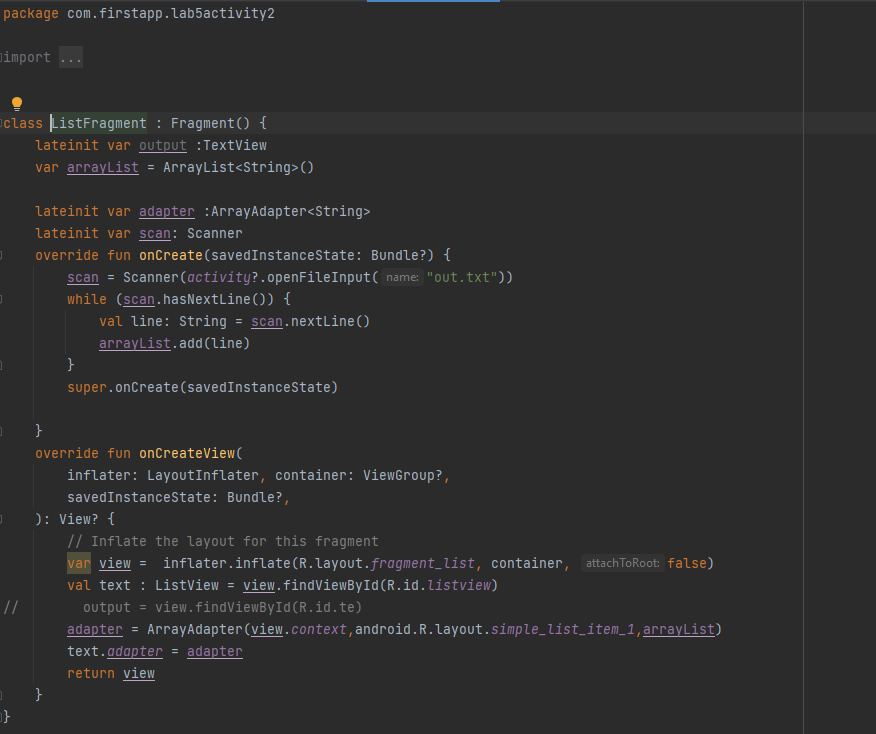 package com.firstapp.lab5activity2
import ...
class ListFragment : Fragment() {
    lateinit var output :TextView
    var arrayList = ArrayList<String>()
    lateinit var adapter :ArrayAdapter<String>
    lateinit var scan: Scanner
    override fun onCreate(savedInstanceState: Bundle?) {
        scan = Scanner(activity?.openFileInput( name: "out.txt"))
        while (scan.hasNextLine()) {
            val line: String = scan.nextLine()
            arrayList.add(line)
        }
        super.onCreate(savedInstanceState)
    }
    override fun onCreateView(
        inflater: LayoutInflater, container: ViewGroup?,
        savedInstanceState: Bundle?,
    ): View? {
        // Inflate the layout for this fragment
        var view =  inflater.inflate(R.layout.fragment_list, container, attachToRoot: false)
        val text : ListView = view.findViewById(R.id.listview)
//        output = view.findViewById(R.id.te)
        adapter = ArrayAdapter(view.context,android.R.layout.simple_list_item_1,arrayList)
        text.adapter = adapter
        return view
    }
}